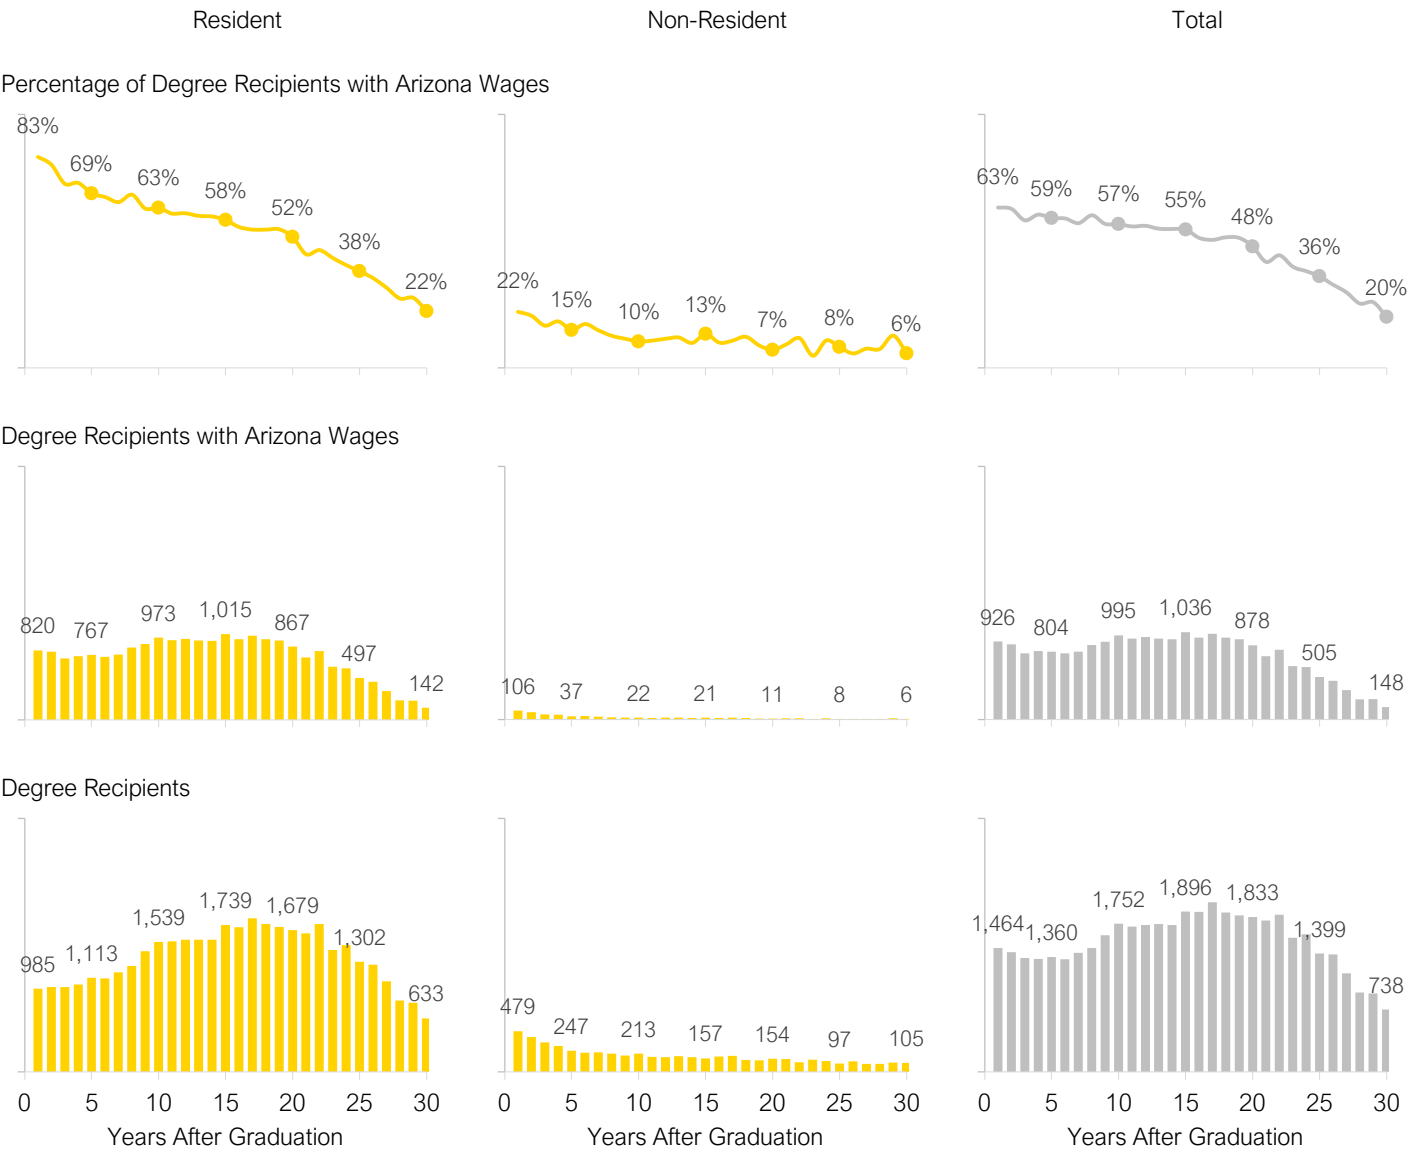 Resident Non-Resident Total
Percentage of Degree Recipients with Arizona Wages
83% 69% 63% 58% 52% 38% 22%
22% 15% 10% 13% 7% 8% 6%
63% 59% 57% 55% 48% 36% 20%
Degree Recipients with Arizona Wages
820 767 973 1,015 867 497 142
106 37 22 21 11 8 6
926 804 995 1,036 878 505 148
Degree Recipients
985 1,113 1,539 1,739 1,679 1,302 633
479 247 213 157 154 97 105
1,464 1,360 1,752 1,896 1,833 1,399 738
0 5 10 15 20 25 30
0 5 10 15 20 25 30
0 5 10 15 20 25 30
Years After Graduation Years After Graduation Years After Graduation